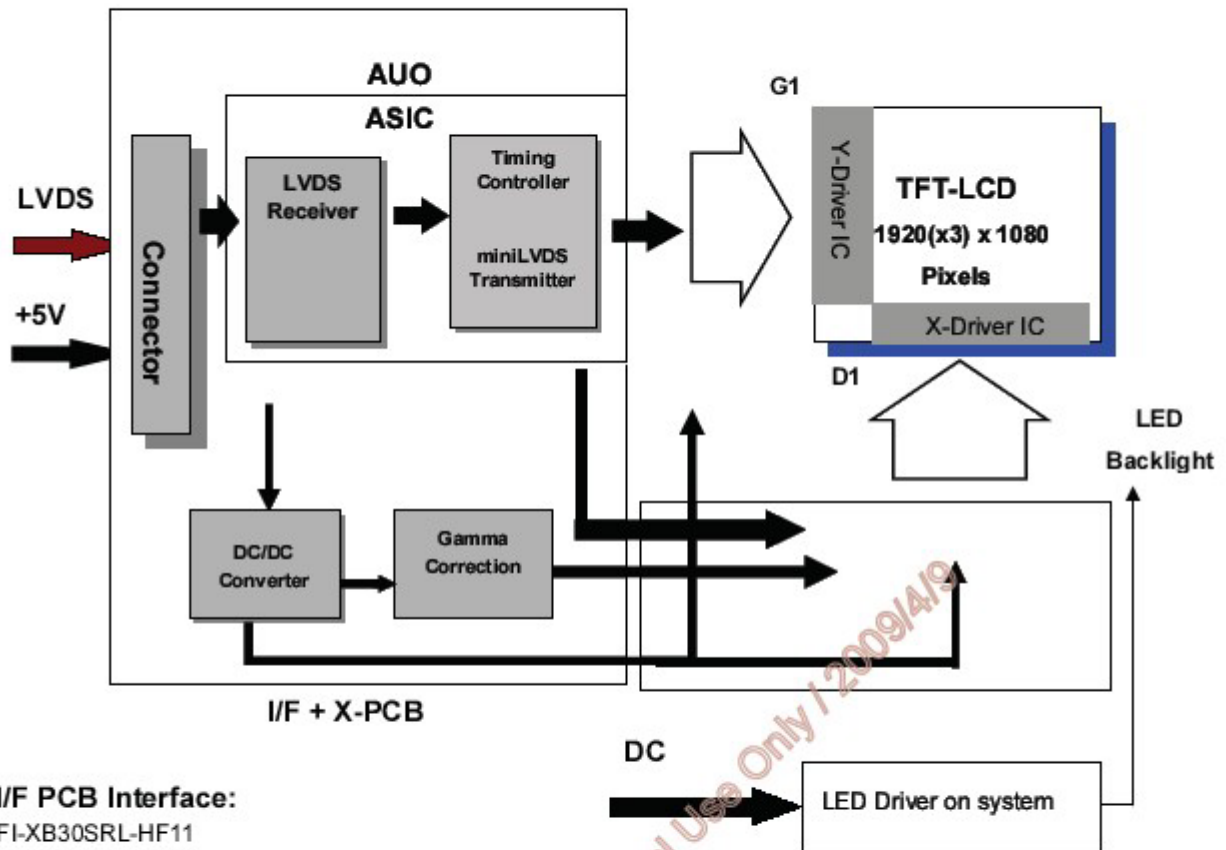 AUO
ASIC
G1
LVDS
+5V
Connector
LVDS
Receiver
Timing
Controller
miniLVDS
Transmitter
Y-Driver IC
TFT-LCD
1920(x3) x 1080
Pixels
X-Driver IC
D1
LED
Backlight
DC/DC
Converter
Gamma
Correction
I/F + X-PCB
DC
LED Driver on system
Use Only / 2009/4/9
I/F PCB Interface:
FI-XB30SRL-HF11